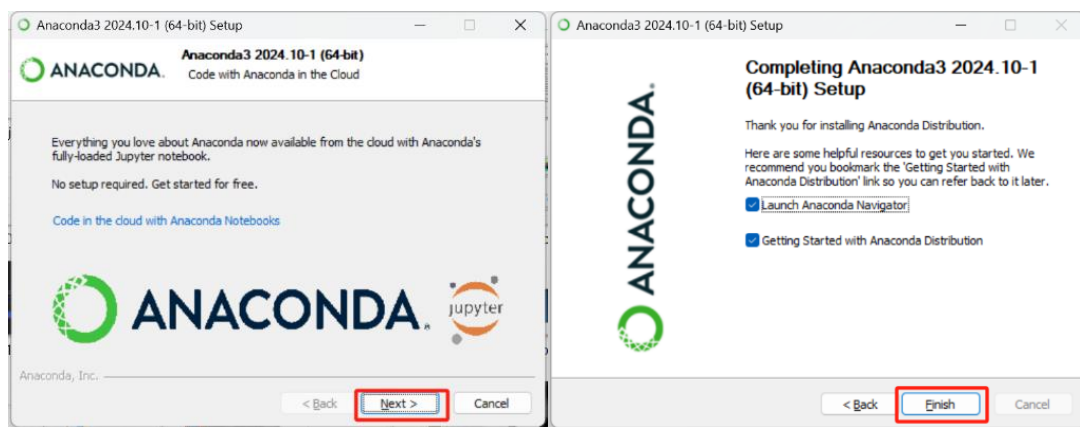 Anaconda3 2024.10-1 (64-bit) Setup
Anaconda3 2024.10-1 (64-bit)
Code with Anaconda in the Cloud
ANACONDA.
Everything you love about Anaconda now available from the cloud with Anaconda's
fully-loaded Jupyter notebook.
No setup required. Get started for free.
Code in the cloud with Anaconda Notebooks
ANACONDA.
jupyter
Anaconda, Inc.
< Back
Next >
Cancel
Anaconda3 2024.10-1 (64-bit) Setup
ANACONDA.
Completing Anaconda3 2024.10-1
(64-bit) Setup
Thank you for installing Anaconda Distribution.
Here are some helpful resources to get you started. We
recommend you bookmark the 'Getting Started with
Anaconda Distribution' link so you can refer back to it later.
Launch Anaconda Navigator
Getting Started with Anaconda Distribution
< Back
Finish
Cancel